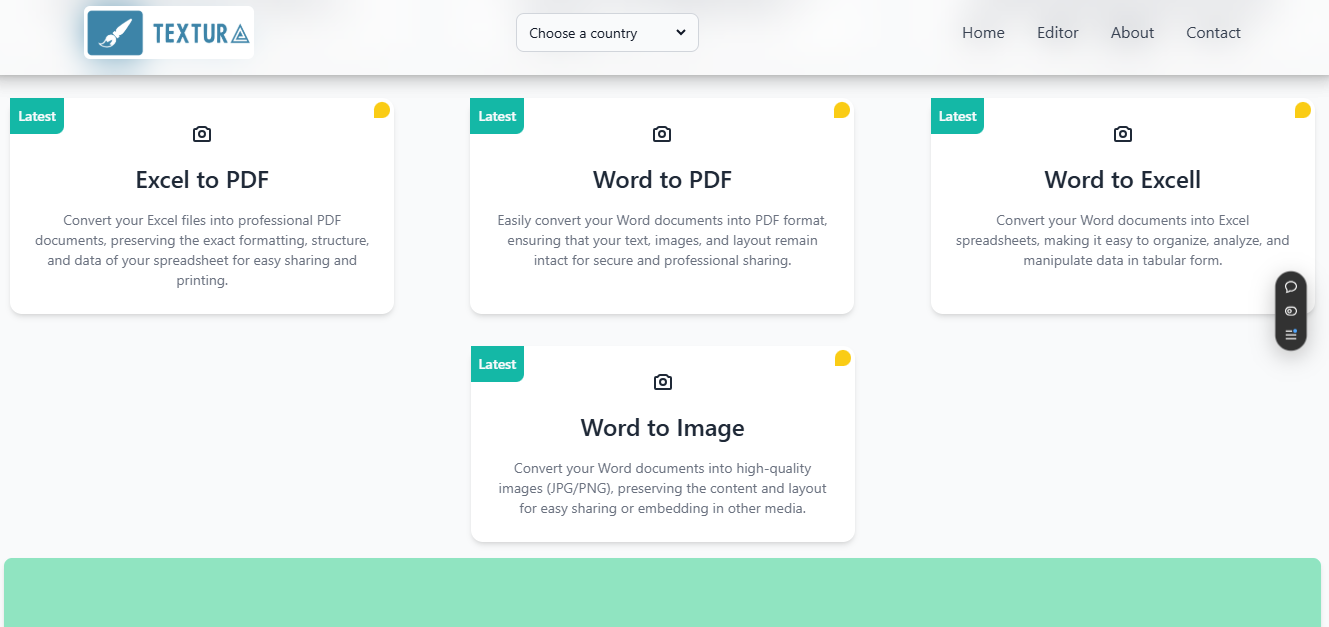 TEXTURA
Choose a country
Home
Editor
About
Contact
Latest
Excel to PDF
Convert your Excel files into professional PDF
documents, preserving the exact formatting, structure,
and data of your spreadsheet for easy sharing and
printing.
Latest
Word to PDF
Easily convert your Word documents into PDF format,
ensuring that your text, images, and layout remain
intact for secure and professional sharing.
Latest
Word to Excell
Convert your Word documents into Excel
spreadsheets, making it easy to organize, analyze, and
manipulate data in tabular form.
Latest
Word to Image
Convert your Word documents into high-quality
images (JPG/PNG), preserving the content and layout
for easy sharing or embedding in other media.